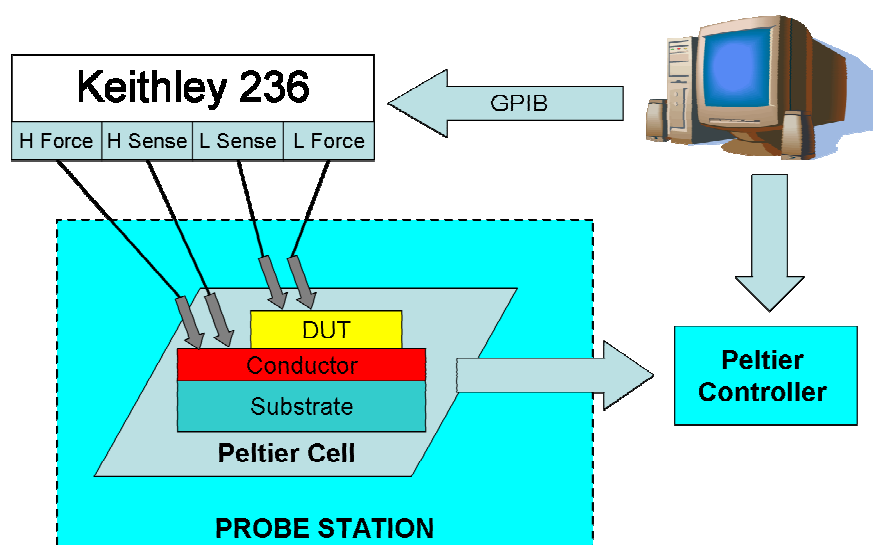 Keithley 236
GPIB
H Force H Sense L Sense L Force
DUT
Conductor
Substrate
Peltier Cell
Peltier
Controller
PROBE STATION